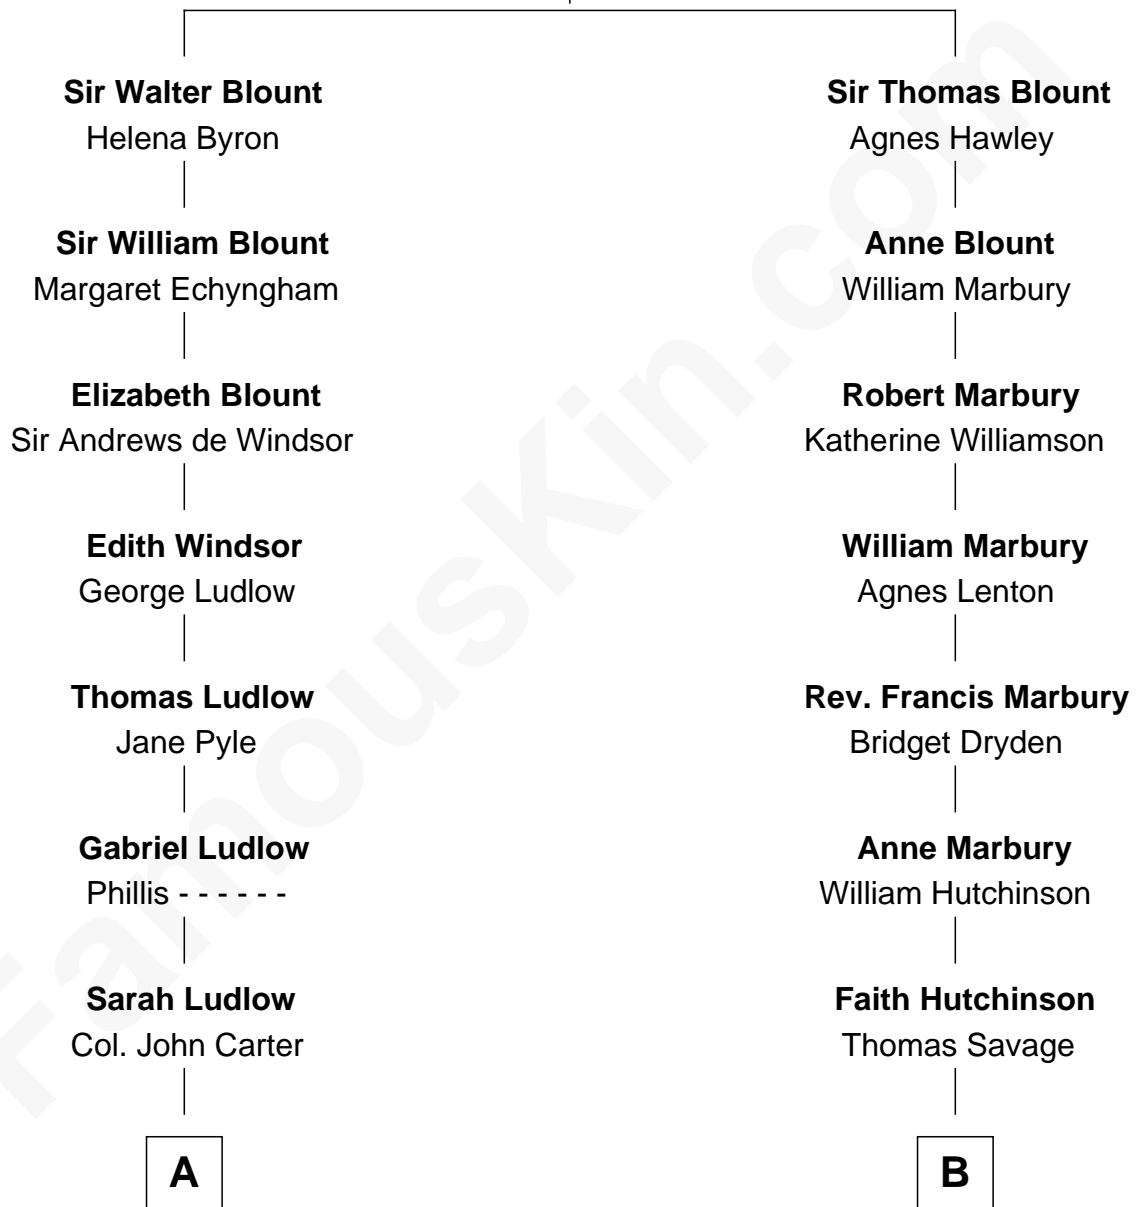 Sir Walter Blount
Helena Byron
Sir William Blount
Margaret Echyngham
Elizabeth Blount
Sir Andrews de Windsor
Edith Windsor
George Ludlow
Thomas Ludlow
Jane Pyle
Gabriel Ludlow
Phillis - - - - - -
Sarah Ludlow
Col. John Carter
A
Sir Thomas Blount
Agnes Hawley
Anne Blount
William Marbury
Robert Marbury
Katherine Williamson
William Marbury
Agnes Lenton
Rev. Francis Marbury
Bridget Dryden
Anne Marbury
William Hutchinson
Faith Hutchinson
Thomas Savage
B
FamousKin.com